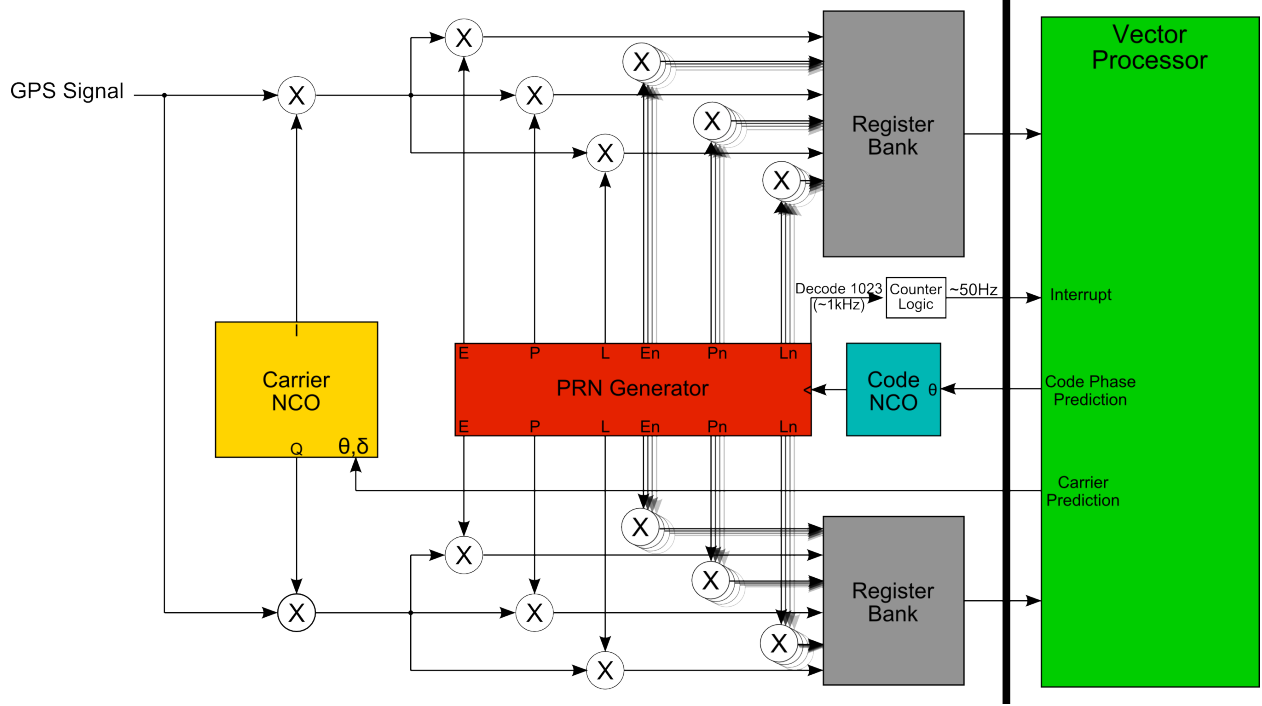 X
Vector
Processor
X
GPS Signal
X
X
X
Register
Bank
X
X
Decode 1023
(~1kHz)
Counter
Logic
~50Hz
Interrupt
I
E
P
L
En
Pn
Ln
Carrier
NCO
PRN Generator
<
Code
NCO
θ
Code Phase
Prediction
E
P
L
En
Pn
Ln
Q
θ,δ
Carrier
Prediction
X
X
X
Register
Bank
X
X
X
X